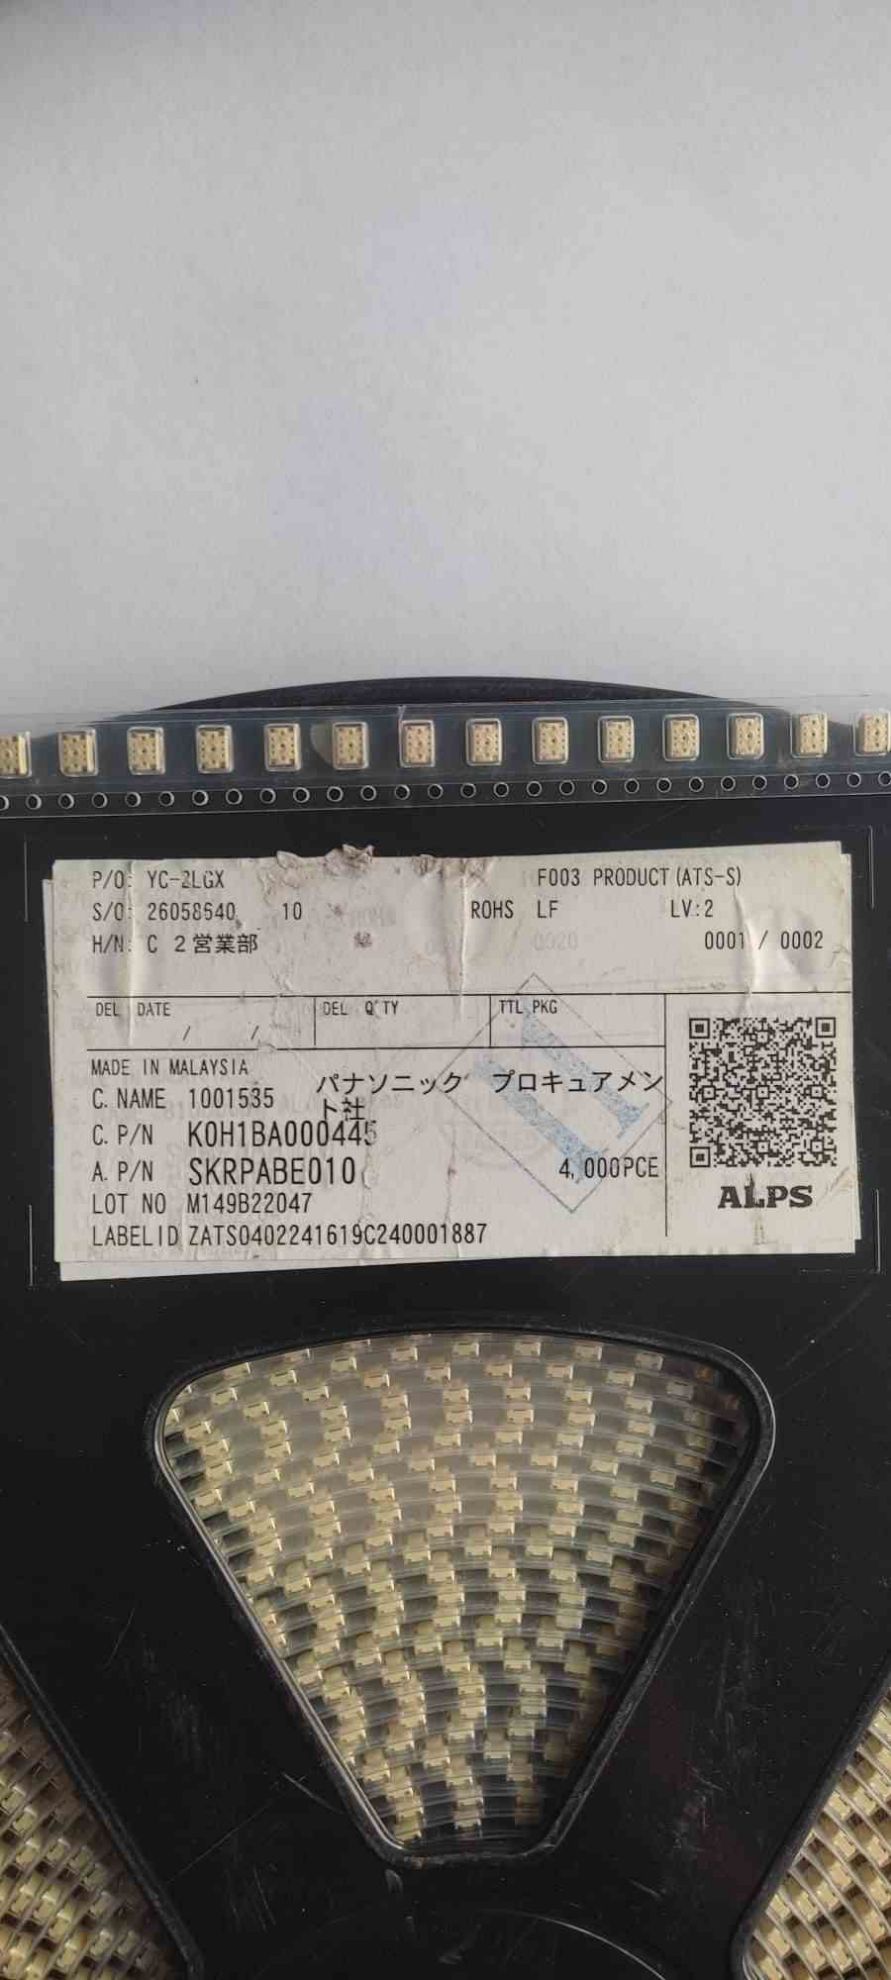 P/O: YC-2LGX F003 PRODUCT(ATS-S)
S/O: 26058540 10 ROHS LF LV:2
H/N: C 2営業部 0001 / 0002
DEL DATE DEL Q'TY TTL PKG
/ /
MADE IN MALAYSIA
C. NAME 1001535 パナソニック プロキュアメン
ト社
C. P/N K0H1BA000445
A. P/N SKRPABE010 4,000PCE
LOT NO M149B22047
ALPS
LABELID ZATS0402241619C240001887